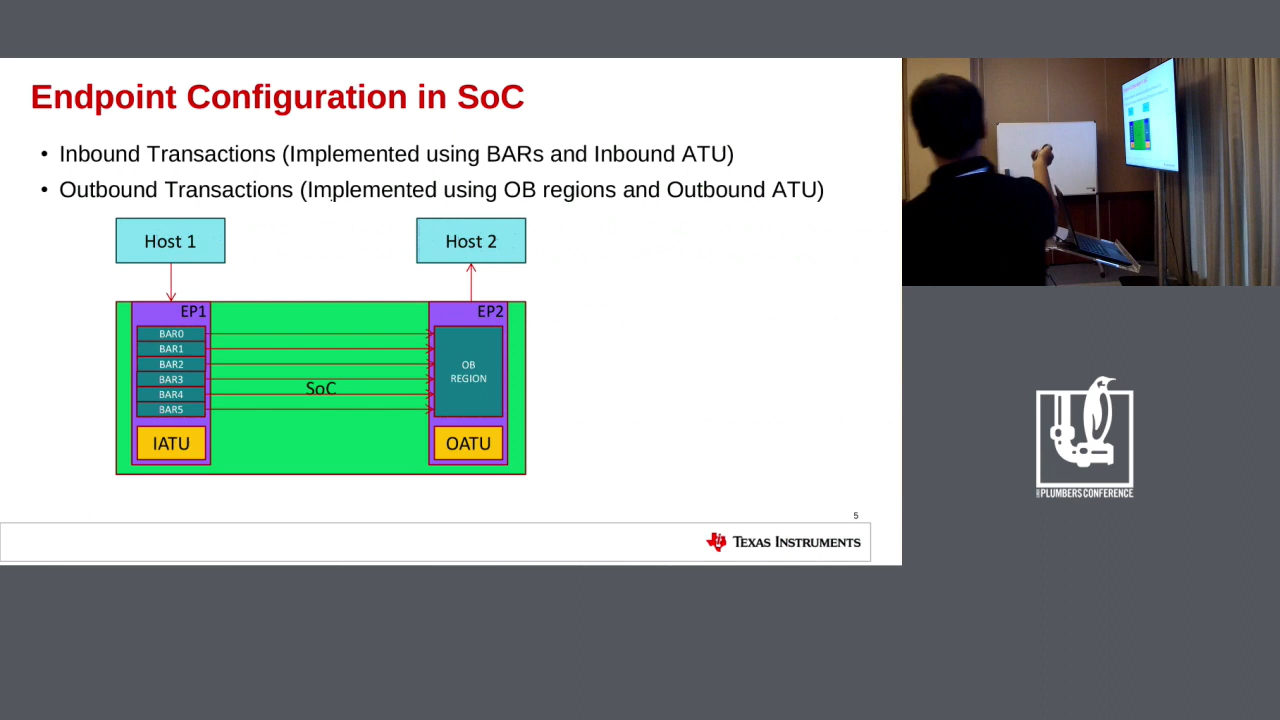 Endpoint Configuration in SoC
• Inbound Transactions (Implemented using BARs and Inbound ATU)
• Outbound Transactions (Implemented using OB regions and Outbound ATU)
Host 1
Host 2
EP1
EP2
BAR0
BAR1
BAR2
BAR3
BAR4
BAR5
SoC
OB
REGION
IATU
OATU
5
TEXAS INSTRUMENTS
PLUMBERS CONFERENCE